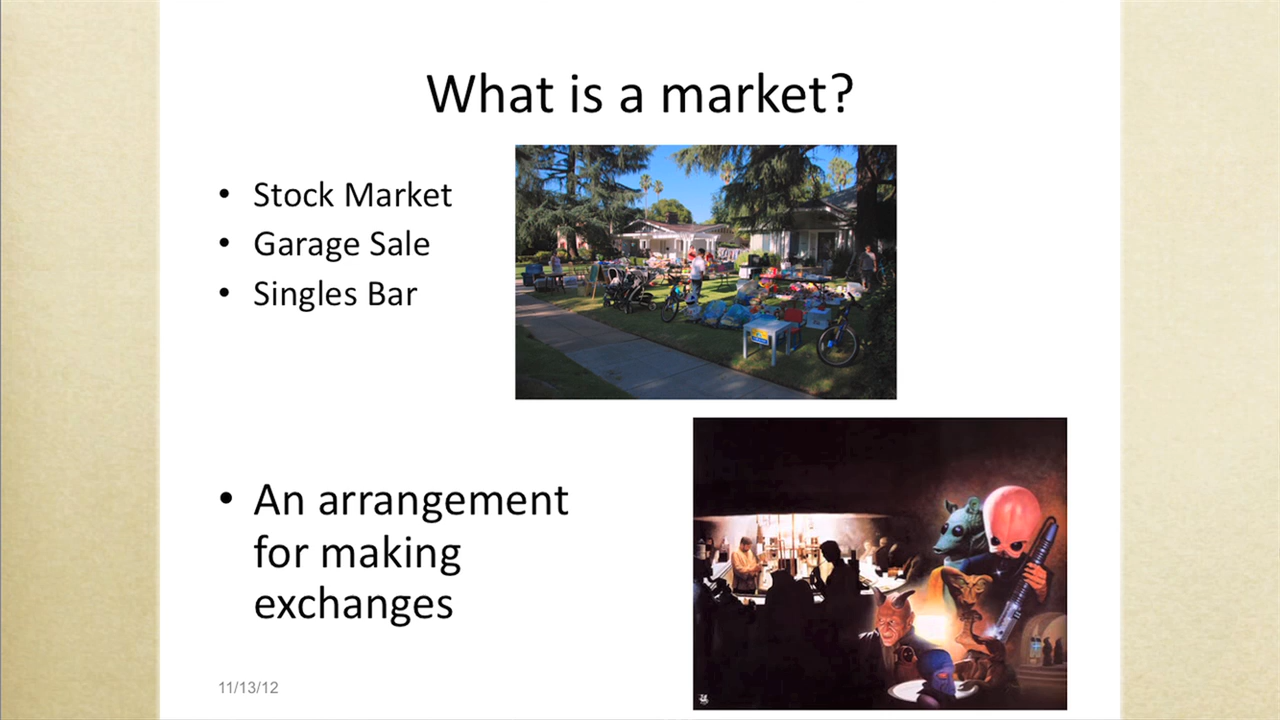 What is a market?
• Stock Market
• Garage Sale
• Singles Bar
• An arrangement
for making
exchanges
11/13/12